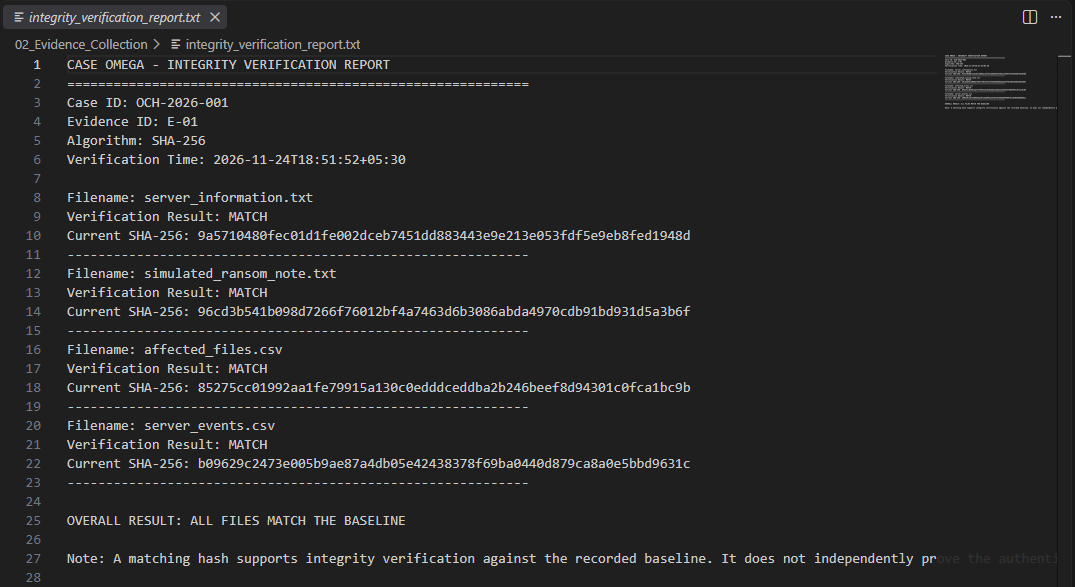 integrity_verification_report.txt
02_Evidence_Collection > integrity_verification_report.txt
1 CASE OMEGA - INTEGRITY VERIFICATION REPORT
2 ============================================================
3 Case ID: OCH-2026-001
4 Evidence ID: E-01
5 Algorithm: SHA-256
6 Verification Time: 2026-11-24T18:51:52+05:30
7
8 Filename: server_information.txt
9 Verification Result: MATCH
10 Current SHA-256: 9a5710480fec01d1fe002dceb7451dd883443e9e213e053fdf5e9eb8fed1948d
11 ------------------------------------------------------------
12 Filename: simulated_ransom_note.txt
13 Verification Result: MATCH
14 Current SHA-256: 96cd3b541b098d7266f76012bf4a7463d6b3086abda4970cdb91bd931d5a3b6f
15 ------------------------------------------------------------
16 Filename: affected_files.csv
17 Verification Result: MATCH
18 Current SHA-256: 85275cc01992aa1fe79915a130c0edddceddba2b246beef8d94301c0fca1bc9b
19 ------------------------------------------------------------
20 Filename: server_events.csv
21 Verification Result: MATCH
22 Current SHA-256: b09629c2473e005b9ae87a4db05e42438378f69ba0440d879ca8a0e5bbd9631c
23 ------------------------------------------------------------
24
25 OVERALL RESULT: ALL FILES MATCH THE BASELINE
26
27 Note: A matching hash supports integrity verification against the recorded baseline. It does not independently prove the authenti
28